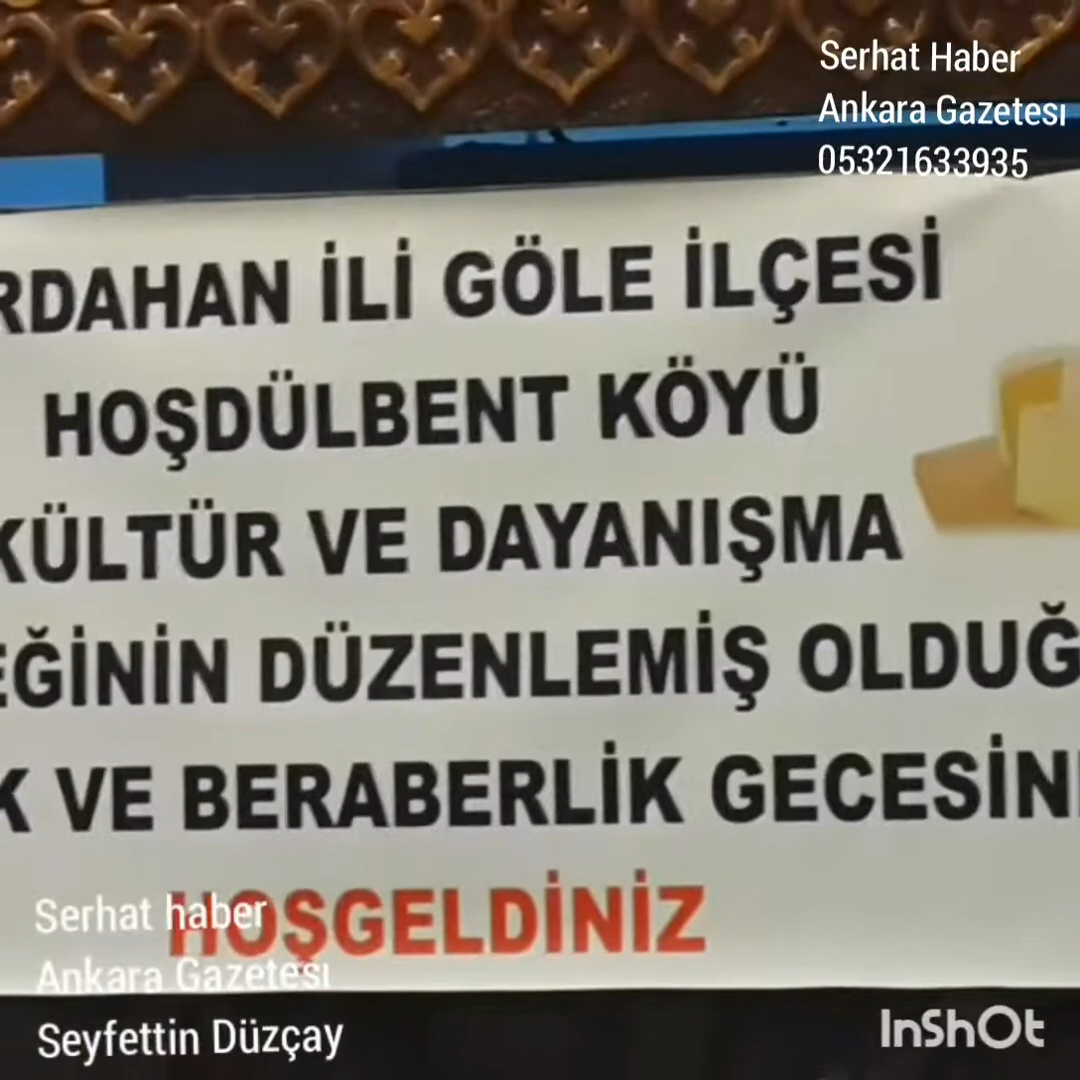 Serhat Haber
Ankara Gazetesı
05321633935
RDAHAN İLİ GÖLE İLÇESİ
HOŞDÜLBENT KÖYÜ
KÜLTÜR VE DAYANIŞMA
EĞİNİN DÜZENLEMİŞ OLDUĞ
K VE BERABERLİK GECESİN
HOŞGELDİNİZ
Serhat haber
Ankara Gazetesı
Seyfettin Düzçay
InShOt